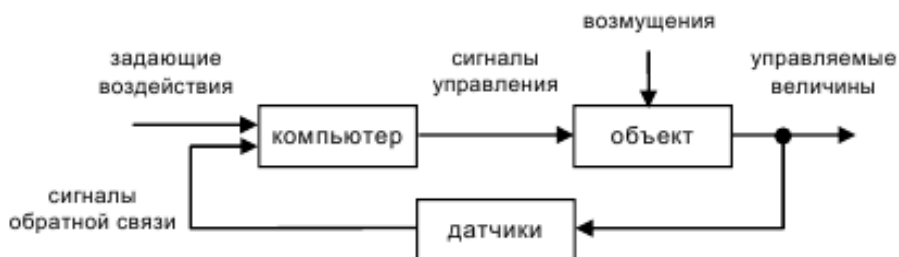 возмущения
задающие
воздействия
сигналы
управления
управляемые
величины
компьютер
объект
сигналы
обратной связи
датчики